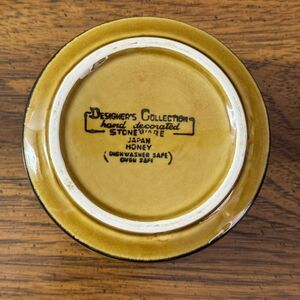 DESIGNER'S COLLECTION
hand decorated
STONEWARE
JAPAN
HONEY
(DISHWASHER SAFE)
OVEN SAFE